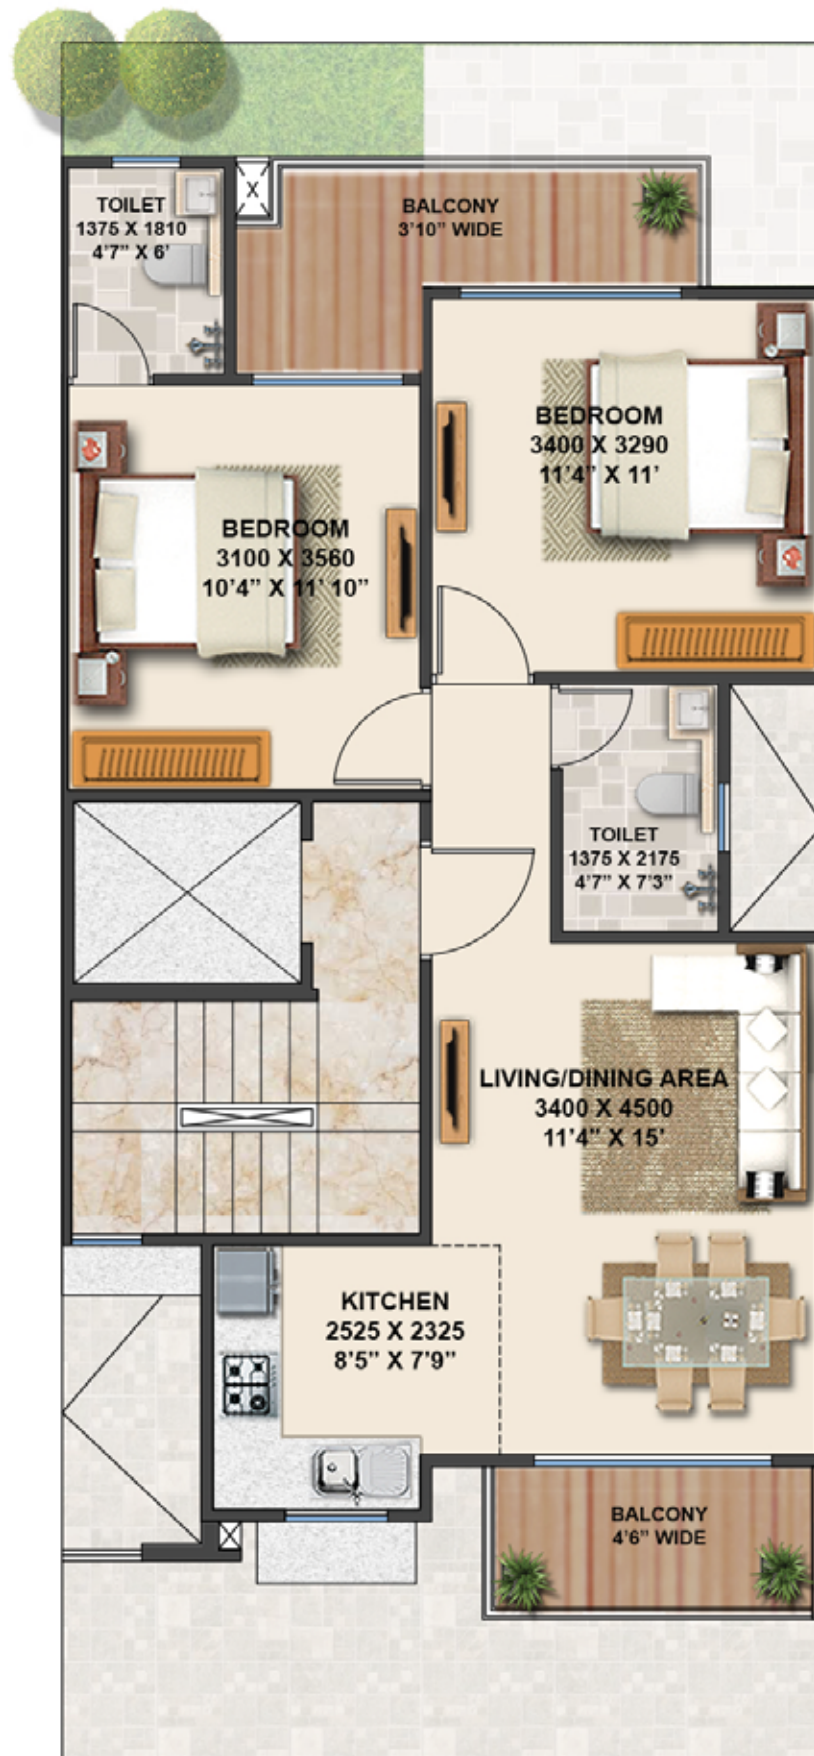 TOILET
1375 X 1810
4'7" X 6'
X
BALCONY
3'10" WIDE
BEDROOM
3400 X 3290
11'4" X 11'
BEDROOM
3100 X 3560
10'4" X 11' 10"
TOILET
1375 X 2175
4'7" X 7'3"
LIVING/DINING AREA
3400 X 4500
11'4" X 15'
KITCHEN
2525 X 2325
8'5" X 7'9"
BALCONY
4'6" WIDE